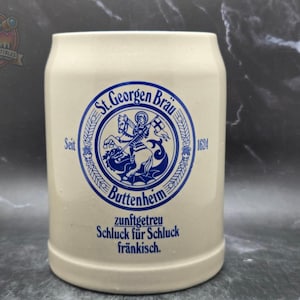 St. Georgen Bräu
Seit 1624
Buttenheim
zunftgetreu
Schluck für Schluck
fränkisch.